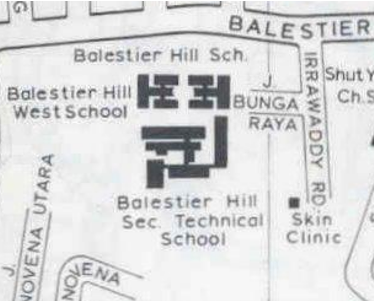 G
BALESTIER
Balestier Hill Sch.
Balestier Hill
West School
J.
BUNGA
RAYA
IRRAWADDY RD
Shut Y
Ch. S
Balestier Hill
Sec. Technical
School
Skin
Clinic
J.
NOVENA UTARA
NOVENA
J.